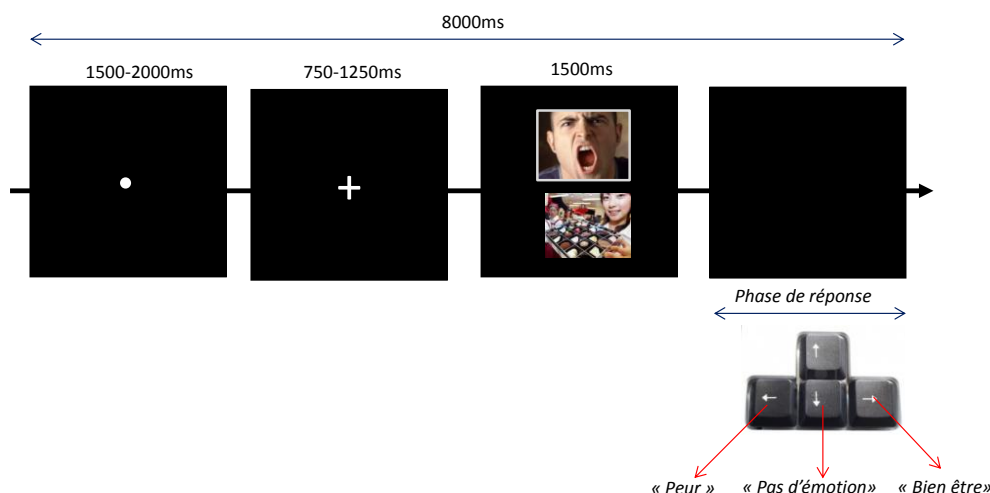 8000ms
1500-2000ms
750-1250ms
1500ms
Phase de réponse
« Peur »
« Pas d’émotion»
« Bien être»